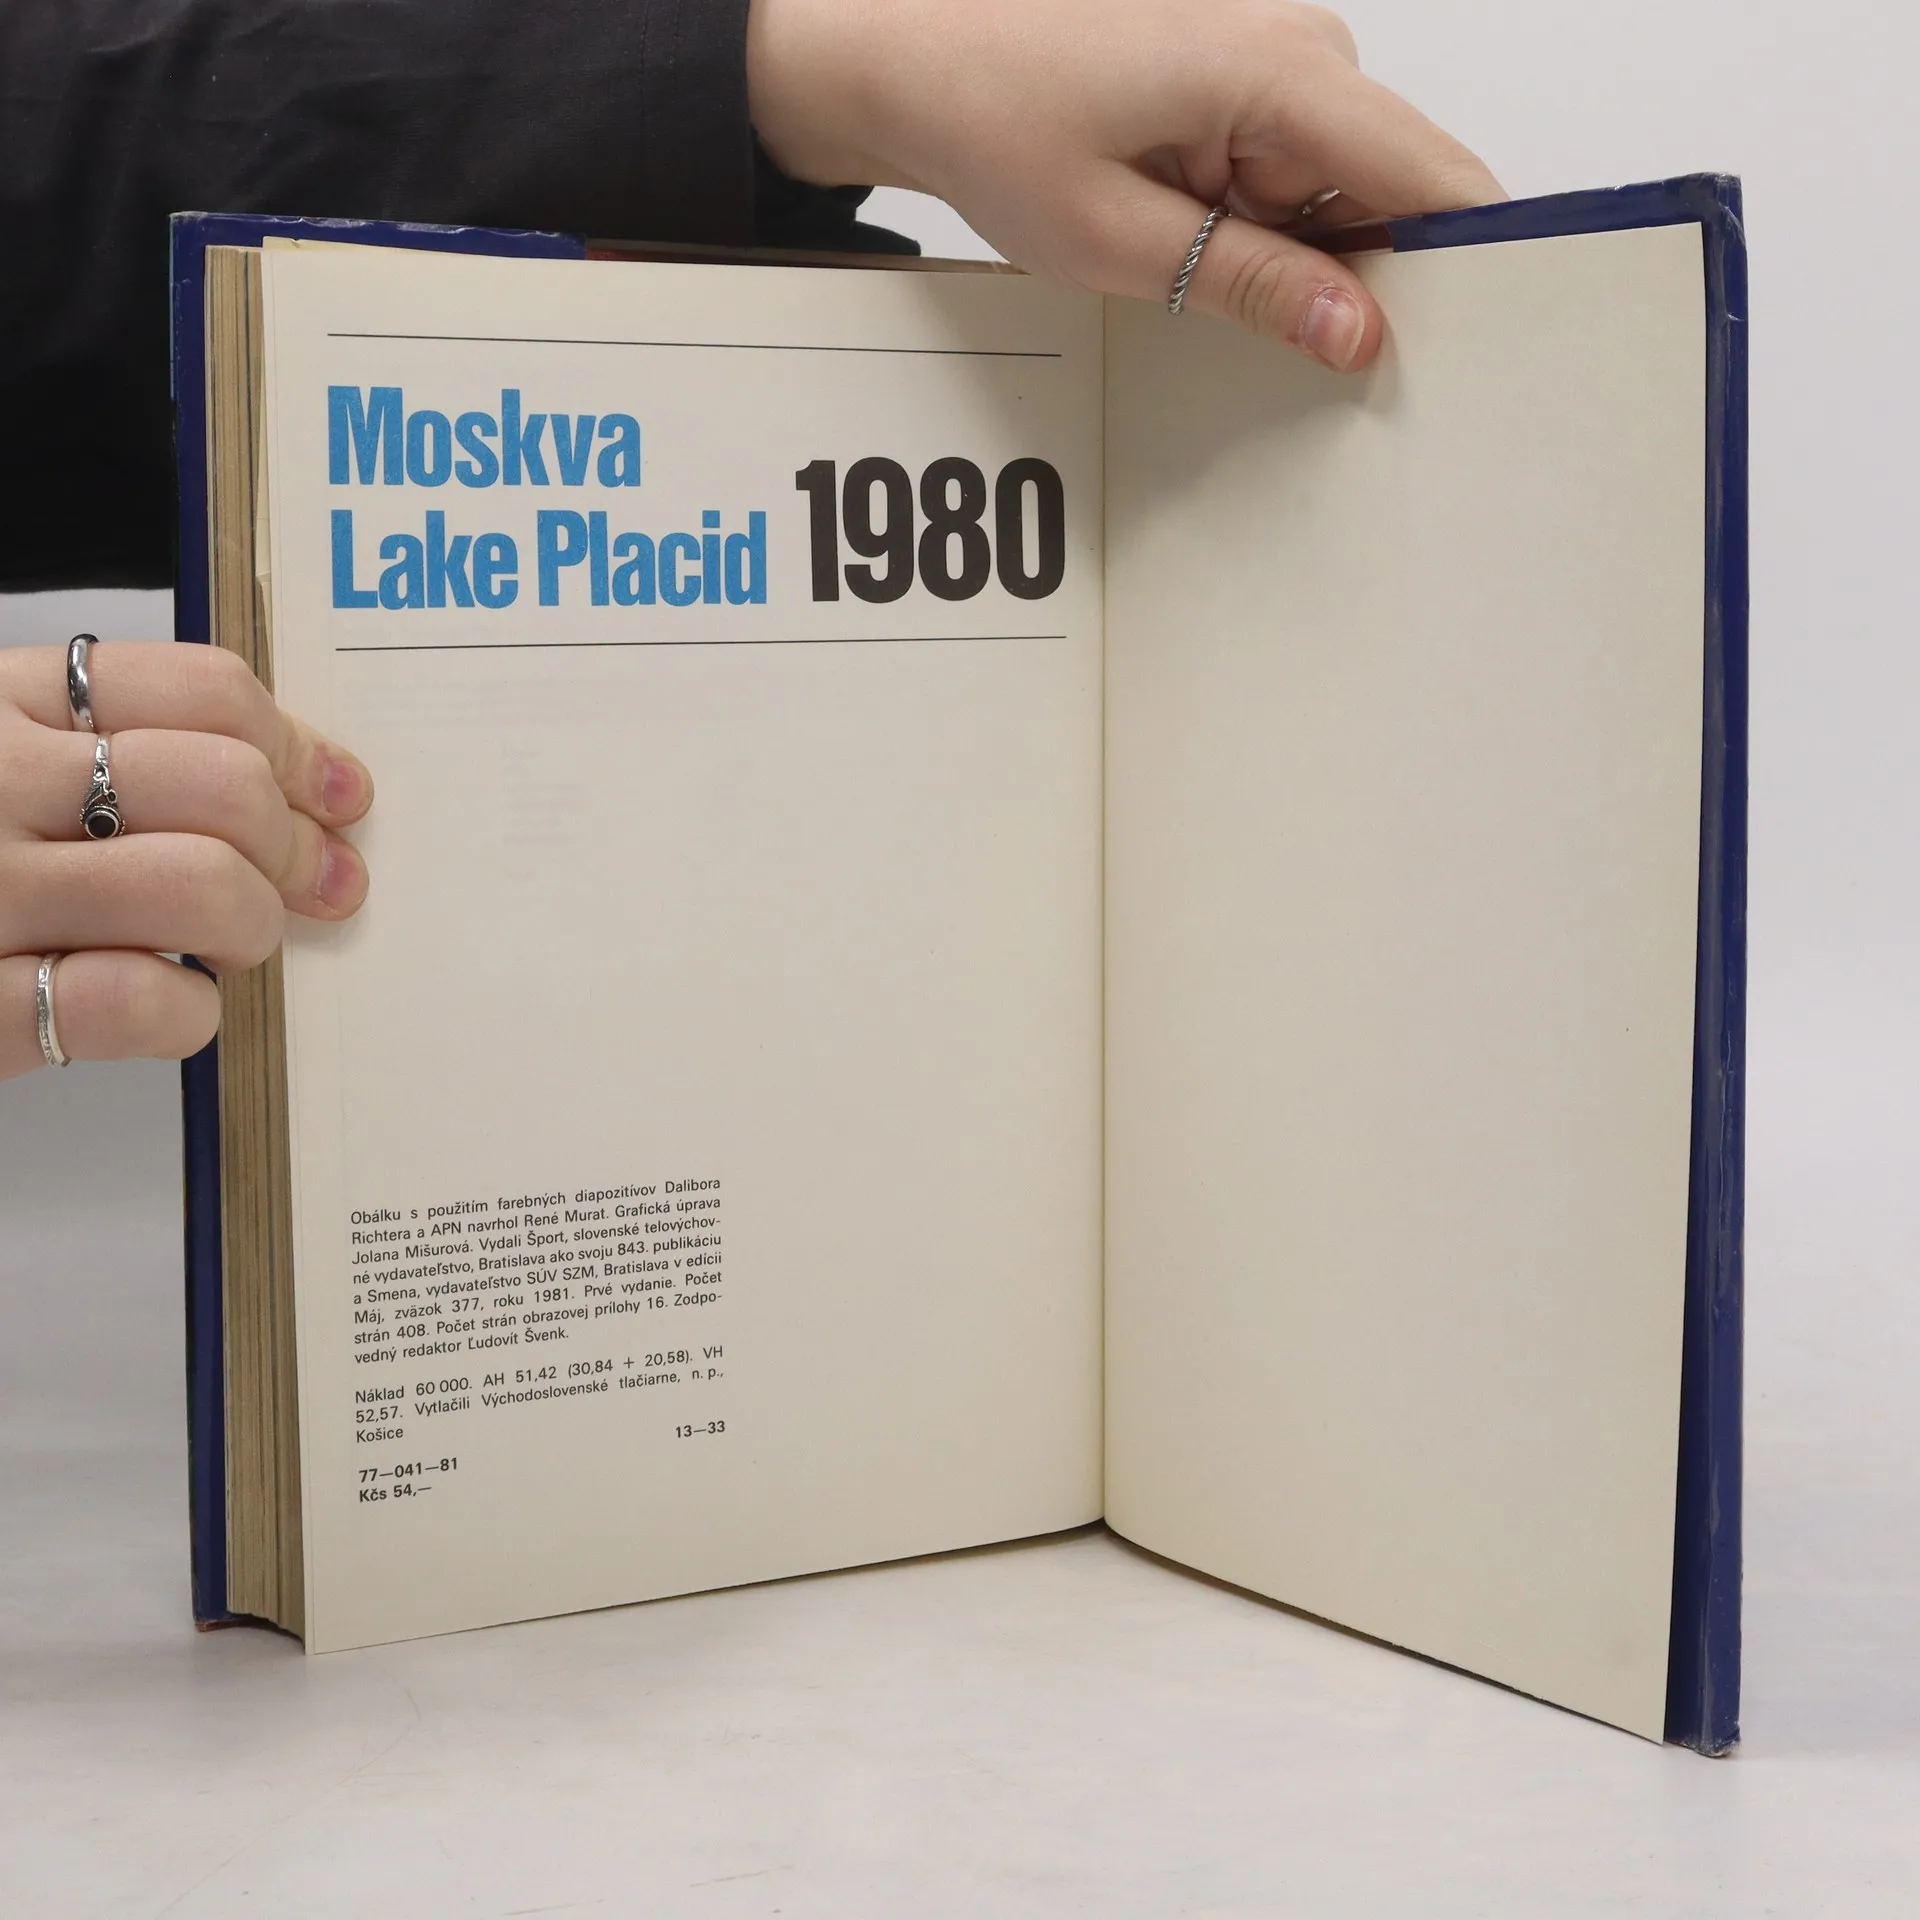 Moskva
Lake Placid 1980
Obálku s použitím farebných diapozitívov Dalibora
Richtera a APN navrhol René Murat. Grafická úprava
Jolana Mišurová. Vydali Šport, slovenské telovýchov-
né vydavateľstvo, Bratislava ako svoju 843. publikáciu
a Smena, vydavateľstvo SÚV SZM, Bratislava v edícii
Máj, zväzok 377, roku 1981. Prvé vydanie. Počet
strán 408. Počet strán obrazovej prílohy 16. Zodpo-
vedný redaktor Ľudovít Švenk.
Náklad 60 000. AH 51,42 (30,84 + 20,58). VH
52,57. Vytlačili Východoslovenské tlačiarne, n. p.,
Košice
13—33
77—041—81
Kčs 54,—